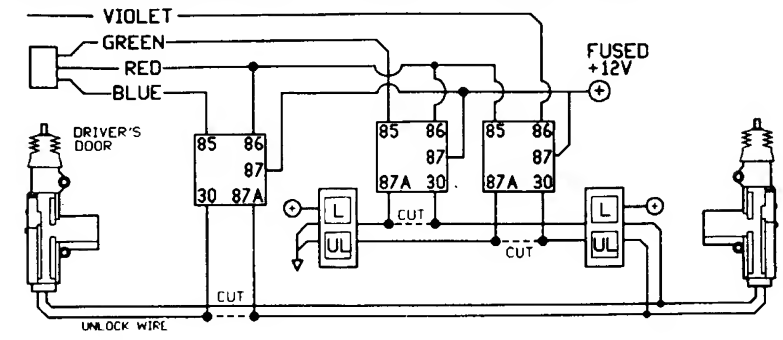 VIOLET
GREEN
RED
BLUE
FUSED
+12V
+
DRIVER'S
DOOR
85 86
87
30 87A
85 86
87
87A 30
85 86
87
87A 30
+ L
UL
CUT
L +
UL
CUT
CUT
UNLOCK WIRE